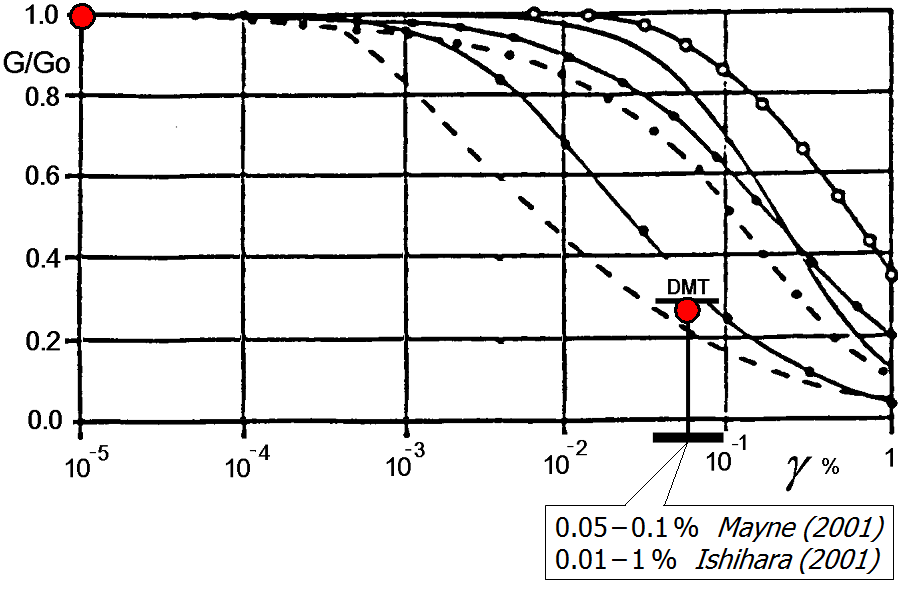 1.0
G/Go
0.8
0.6
0.4
DMT
0.2
0.0
10-5 10-4 10-3 10-2 10-1 γ % 1
0.05–0.1% Mayne (2001)
0.01–1% Ishihara (2001)